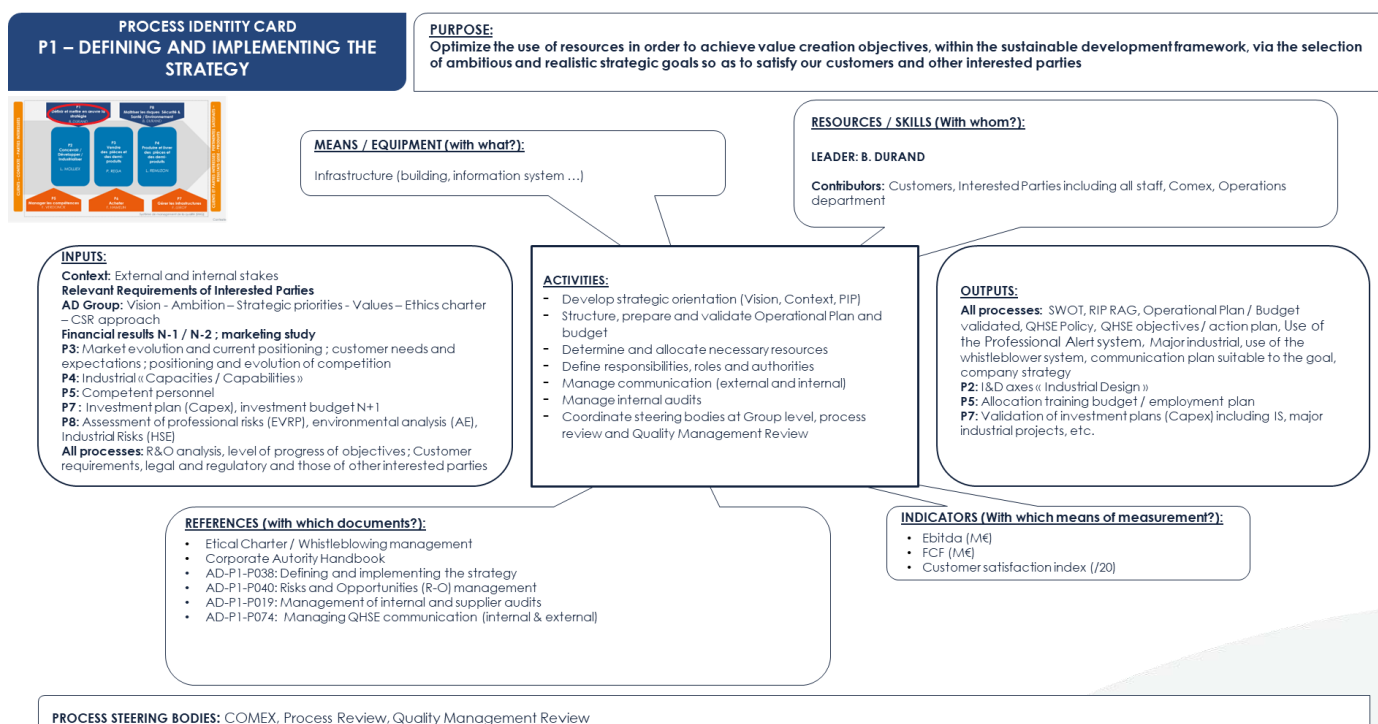 PROCESS IDENTITY CARD
P1 – DEFINING AND IMPLEMENTING THE
STRATEGY
PURPOSE:
Optimize the use of resources in order to achieve value creation objectives, within the sustainable development framework, via the selection
of ambitious and realistic strategic goals so as to satisfy our customers and other interested parties
MEANS / EQUIPMENT (with what?):
Infrastructure (building, information system …)
RESOURCES / SKILLS (With whom?):
LEADER: B. DURAND
Contributors: Customers, Interested Parties including all staff, Comex, Operations
department
INPUTS:
Context: External and internal stakes
Relevant Requirements of Interested Parties
AD Group: Vision - Ambition – Strategic priorities - Values – Ethics charter
– CSR approach
Financial results N-1 / N-2 ; marketing study
P3: Market evolution and current positioning ; customer needs and
expectations ; positioning and evolution of competition
P4: Industrial « Capacities / Capabilities »
P5: Competent personnel
P7 : Investment plan (Capex), investment budget N+1
P8: Assessment of professional risks (EVRP), environmental analysis (AE),
Industrial Risks (HSE)
All processes: R&O analysis, level of progress of objectives ; Customer
requirements, legal and regulatory and those of other interested parties
ACTIVITIES:
- Develop strategic orientation (Vision, Context, PIP)
- Structure, prepare and validate Operational Plan and
budget
- Determine and allocate necessary resources
- Define responsibilities, roles and authorities
- Manage communication (external and internal)
- Manage internal audits
- Coordinate steering bodies at Group level, process
review and Quality Management Review
OUTPUTS:
All processes: SWOT, RIP RAG, Operational Plan / Budget
validated, QHSE Policy, QHSE objectives / action plan, Use of
the Professional Alert system, Major industrial, use of the
whistleblower system, communication plan suitable to the goal,
company strategy
P2: I&D axes « Industrial Design »
P5: Allocation training budget / employment plan
P7: Validation of investment plans (Capex) including IS, major
industrial projects, etc.
REFERENCES (with which documents?):
• Etical Charter / Whistleblowing management
• Corporate Autority Handbook
• AD-P1-P038: Defining and implementing the strategy
• AD-P1-P040: Risks and Opportunities (R-O) management
• AD-P1-P019: Management of internal and supplier audits
• AD-P1-P074: Managing QHSE communication (internal & external)
INDICATORS (With which means of measurement?):
• Ebitda (M€)
• FCF (M€)
• Customer satisfaction index (/20)
PROCESS STEERING BODIES: COMEX, Process Review, Quality Management Review